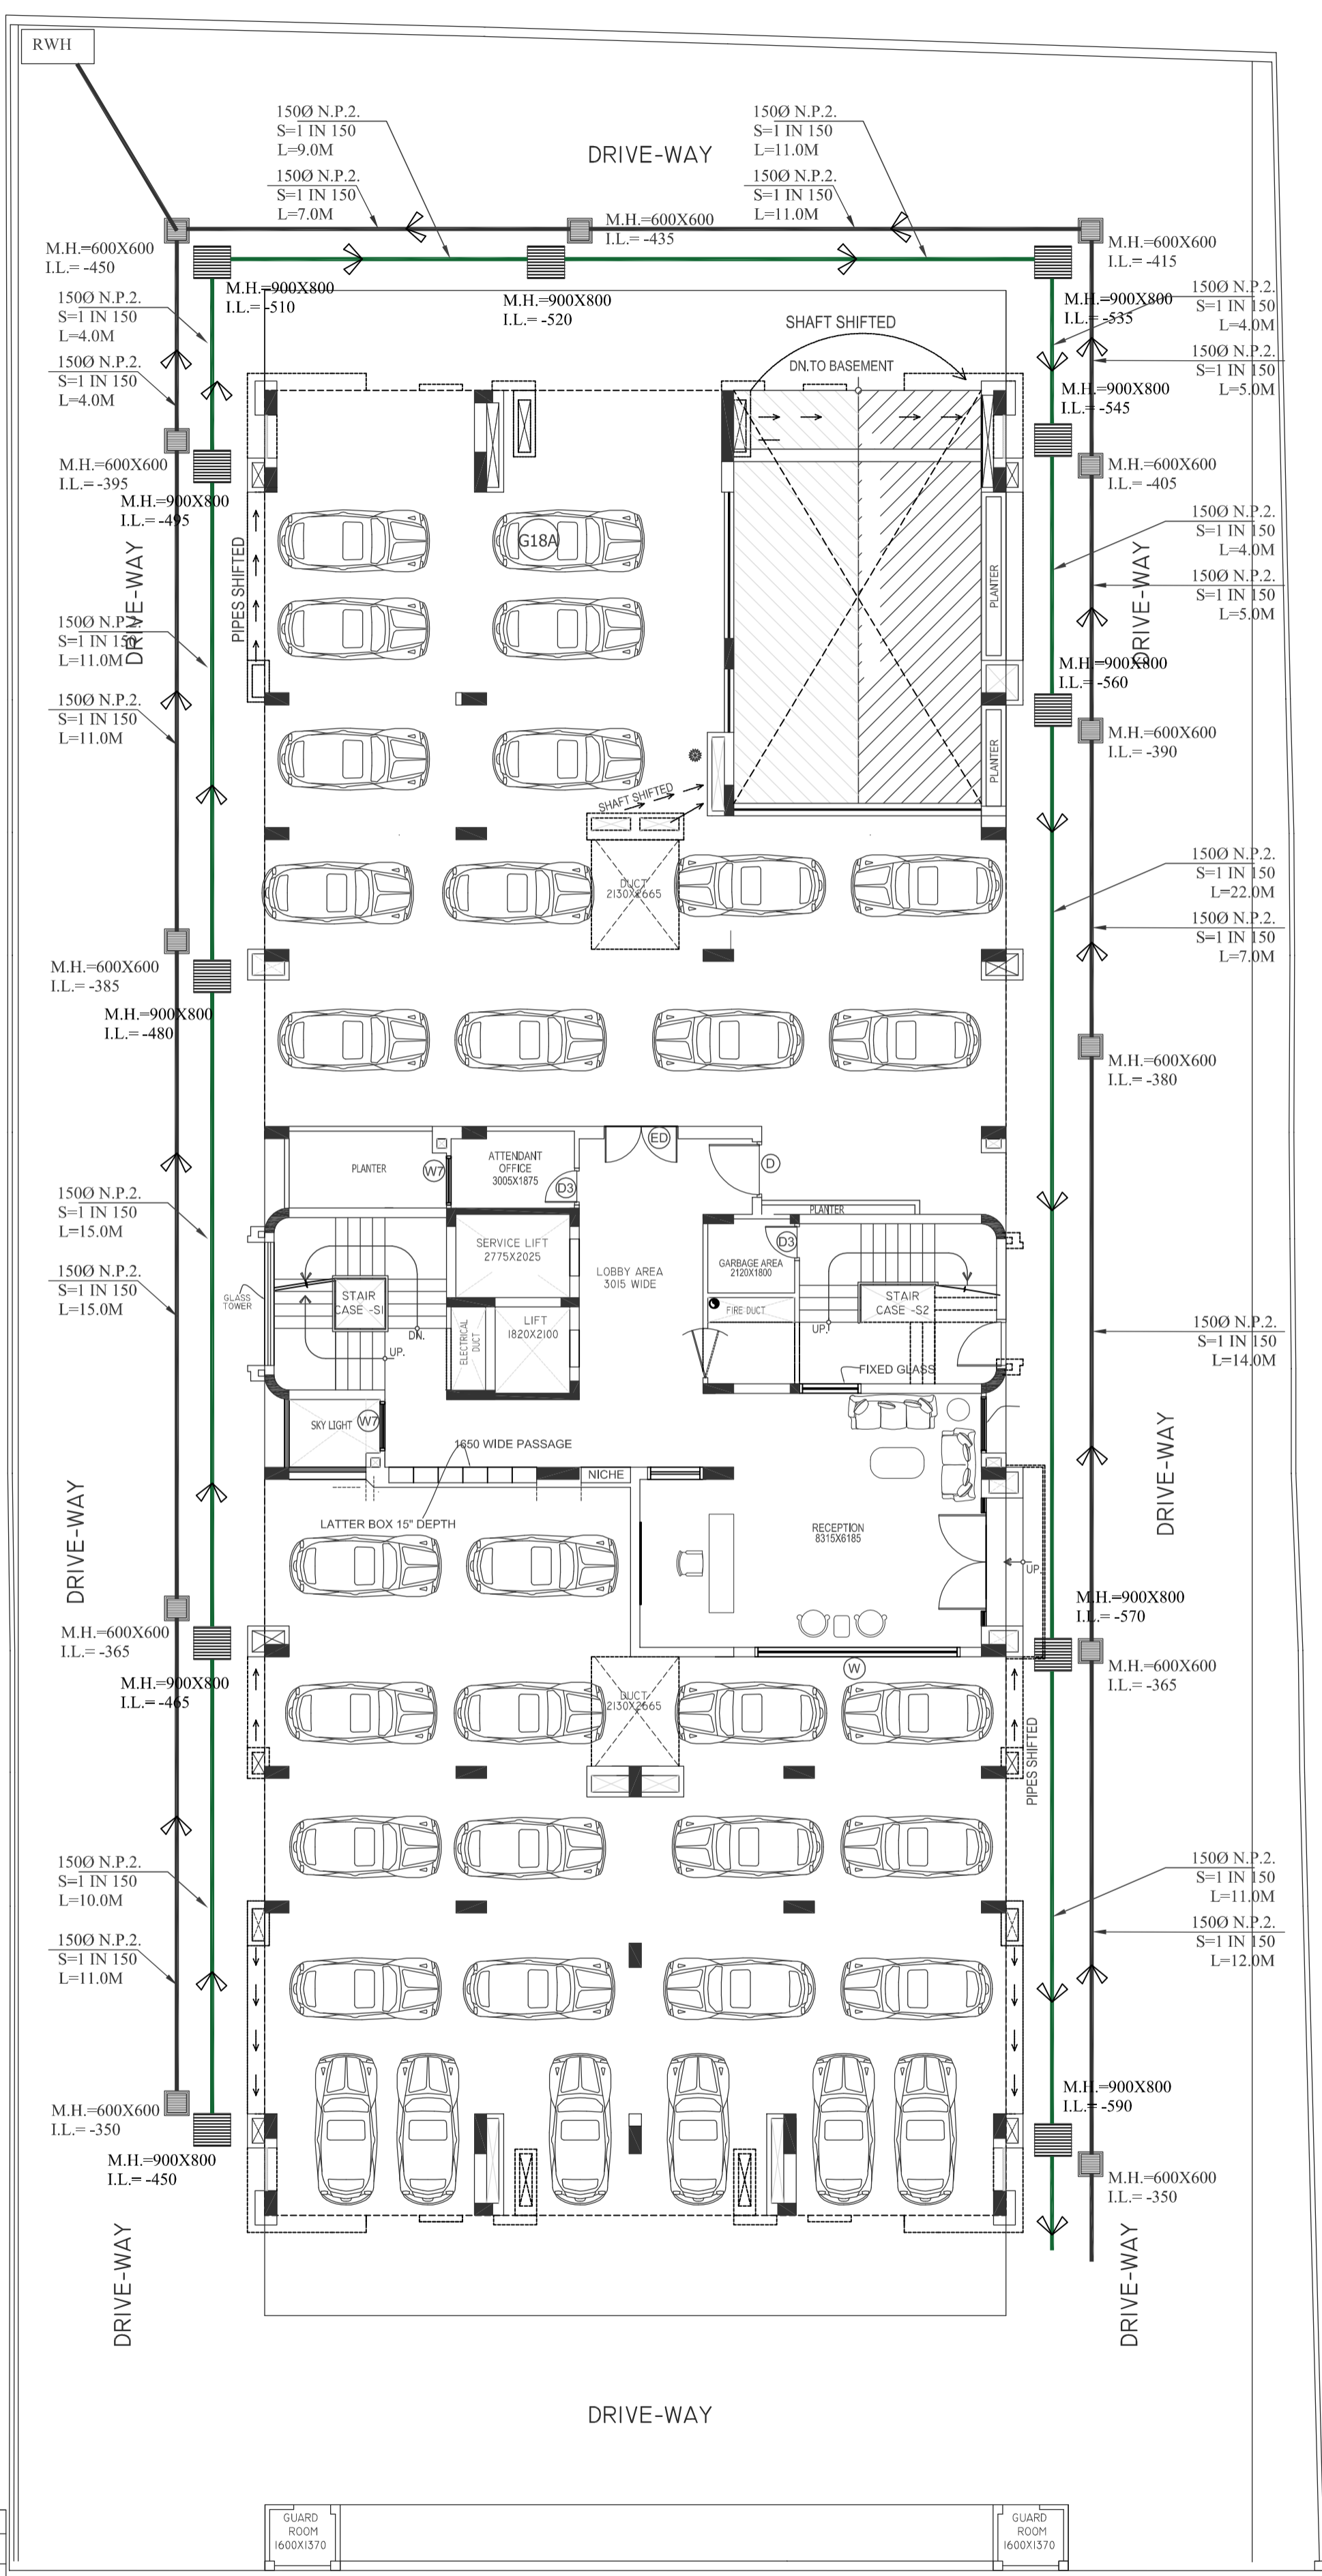 RWH
150Ø N.P.2.
S=1 IN 150
L=9.0M
150Ø N.P.2.
S=1 IN 150
L=7.0M
DRIVE-WAY
150Ø N.P.2.
S=1 IN 150
L=11.0M
150Ø N.P.2.
S=1 IN 150
L=11.0M
M.H.=600X600
I.L.= -435
M.H.=600X600
I.L.= -450
M.H.=600X600
I.L.= -415
M.H.=900X800
I.L.= -510
M.H.=900X800
I.L.= -520
M.H.=900X800
I.L.= -535
150Ø N.P.2.
S=1 IN 150
L=4.0M
150Ø N.P.2.
S=1 IN 150
L=4.0M
150Ø N.P.2.
S=1 IN 150
L=4.0M
150Ø N.P.2.
S=1 IN 150
L=5.0M
SHAFT SHIFTED
DN.TO BASEMENT
M.H.=900X800
I.L.= -545
M.H.=600X600
I.L.= -395
M.H.=900X800
I.L.= -495
M.H.=600X600
I.L.= -405
DRIVE-WAY
PIPES SHIFTED
G18A
PLANTER
DRIVE-WAY
150Ø N.P.2.
S=1 IN 150
L=4.0M
150Ø N.P.2.
S=1 IN 150
L=5.0M
150Ø N.P.2.
S=1 IN 150
L=11.0M
150Ø N.P.2.
S=1 IN 150
L=11.0M
M.H.=900X800
I.L.= -560
M.H.=600X600
I.L.= -390
PLANTER
SHAFT SHIFTED
DUCT
2130X2665
150Ø N.P.2.
S=1 IN 150
L=22.0M
150Ø N.P.2.
S=1 IN 150
L=7.0M
M.H.=600X600
I.L.= -385
M.H.=900X800
I.L.= -480
M.H.=600X600
I.L.= -380
PLANTER
W7
ATTENDANT
OFFICE
3005X1875
D3
ED
D
PLANTER
150Ø N.P.2.
S=1 IN 150
L=15.0M
150Ø N.P.2.
S=1 IN 150
L=15.0M
GLASS
TOWER
STAIR
CASE -S1
DN.
UP.
SERVICE LIFT
2775X2025
ELECTRICAL
DUCT
LIFT
1820X2100
LOBBY AREA
3015 WIDE
GARBAGE AREA
2120X1800
D3
FIRE DUCT
STAIR
CASE -S2
UP.
FIXED GLASS
150Ø N.P.2.
S=1 IN 150
L=14.0M
SKY LIGHT
W7
1650 WIDE PASSAGE
NICHE
LATTER BOX 15" DEPTH
RECEPTION
8315X6185
UP.
DRIVE-WAY
DRIVE-WAY
M.H.=900X800
I.L.= -570
M.H.=600X600
I.L.= -365
M.H.=900X800
I.L.= -465
M.H.=600X600
I.L.= -365
W
DUCT
2130X2665
PIPES SHIFTED
150Ø N.P.2.
S=1 IN 150
L=10.0M
150Ø N.P.2.
S=1 IN 150
L=11.0M
150Ø N.P.2.
S=1 IN 150
L=11.0M
150Ø N.P.2.
S=1 IN 150
L=12.0M
M.H.=600X600
I.L.= -350
M.H.=900X800
I.L.= -450
M.H.=900X800
I.L.= -590
M.H.=600X600
I.L.= -350
DRIVE-WAY
DRIVE-WAY
DRIVE-WAY
GUARD
ROOM
1600X1370
GUARD
ROOM
1600X1370